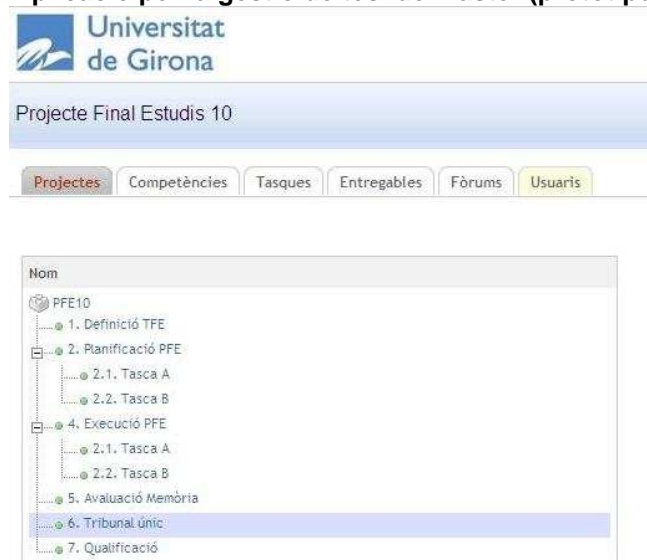 Universitat
de Girona
Projecte Final Estudis 10
Projectes Competències Tasques Entregables Fòrums Usuaris
Nom
PFE10
1. Definició TFE
2. Planificació PFE
2.1. Tasca A
2.2. Tasca B
4. Execució PFE
2.1. Tasca A
2.2. Tasca B
5. Avaluació Memòria
6. Tribunal únic
7. Qualificació